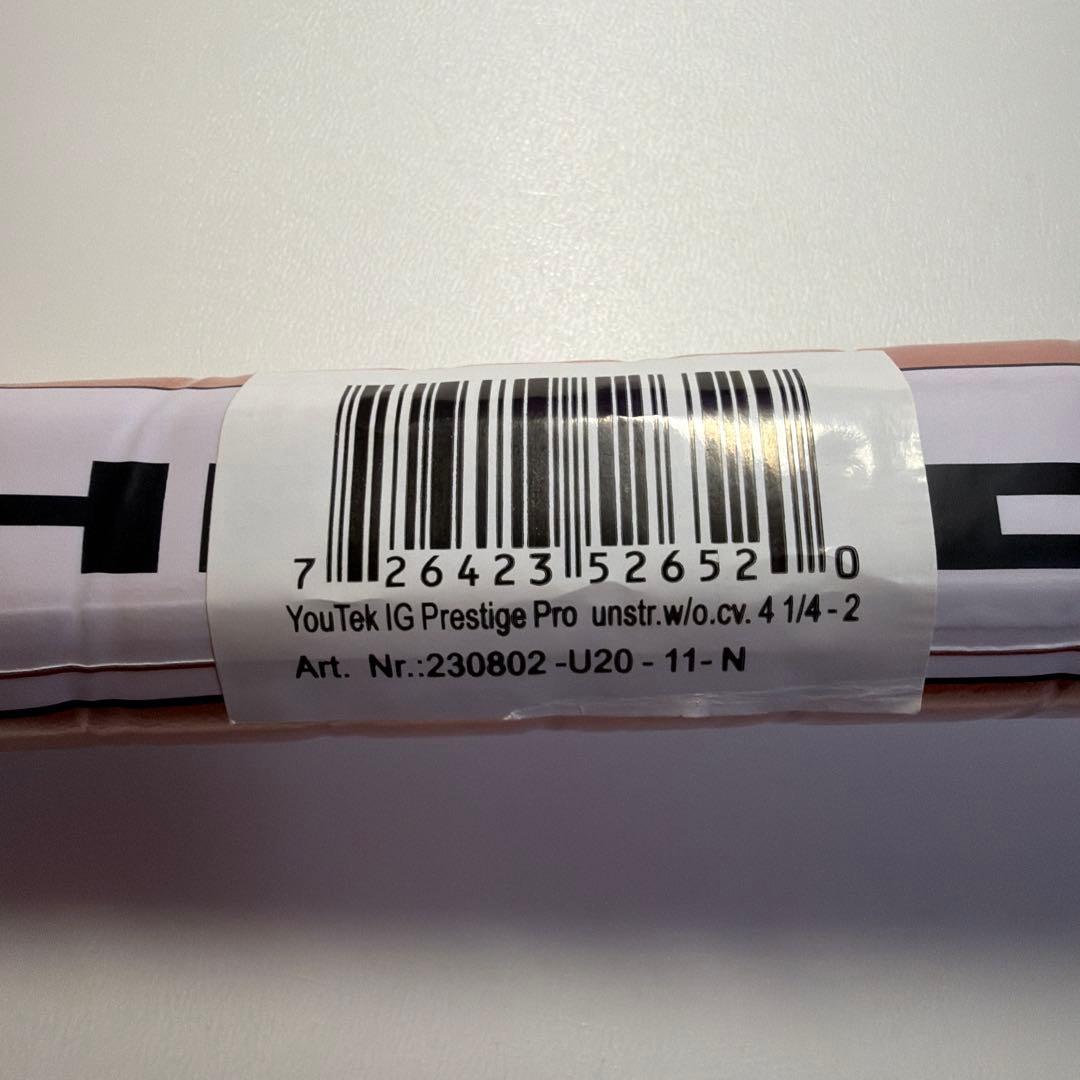 7 26423 52652 0
YouTek IG Prestige Pro unstr.w/o.cv. 4 1/4 - 2
Art. Nr.:230802 -U20 - 11- N